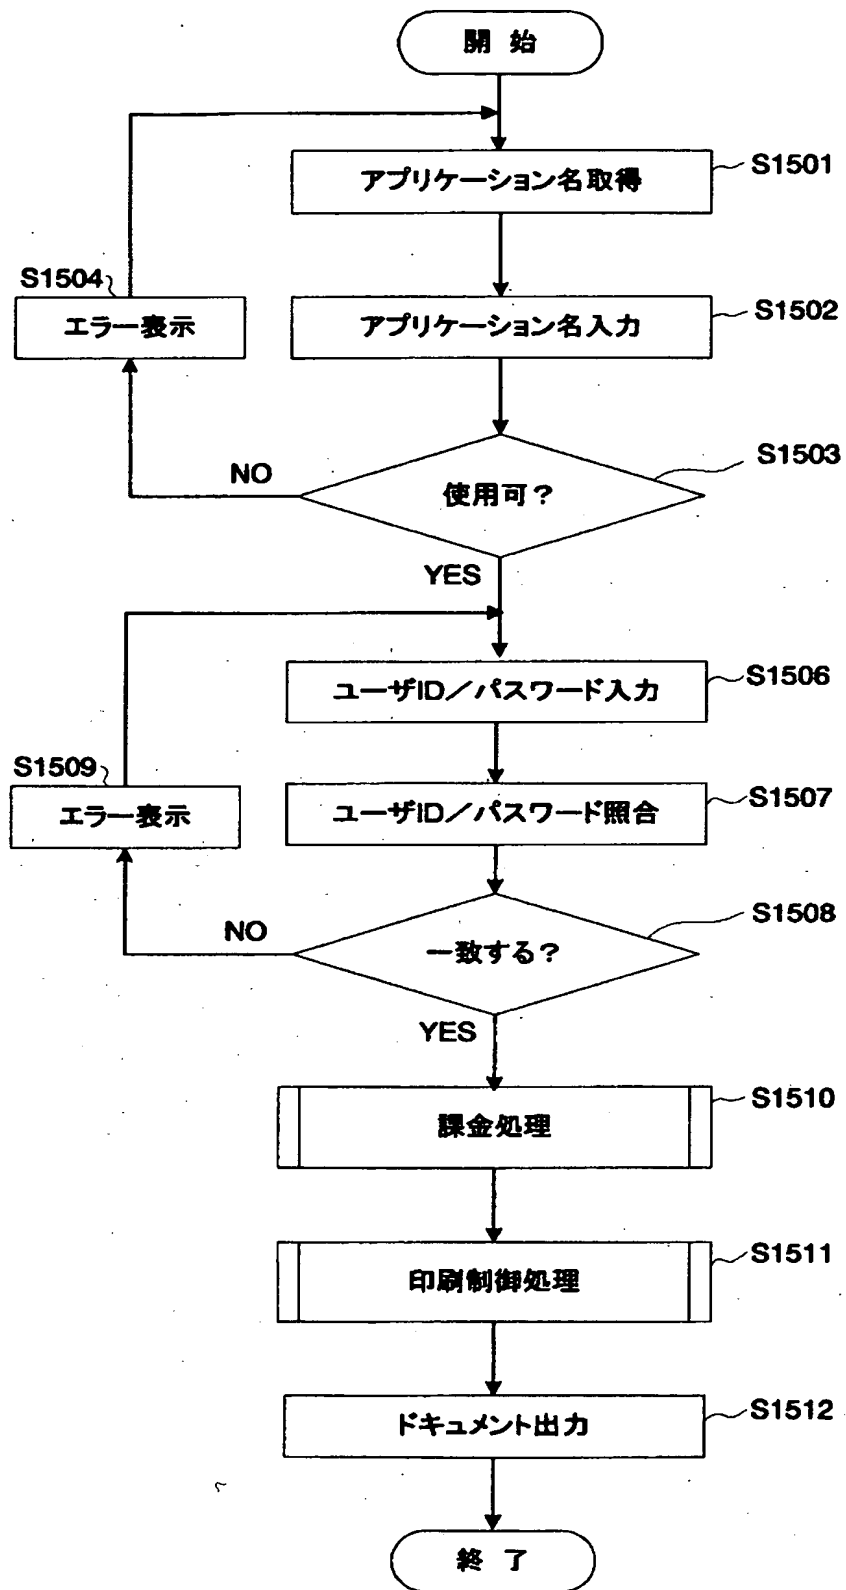 開 始
アプリケーション名取得
S1501
S1504
エラー表示
アプリケーション名入力
S1502
使用可？
S1503
NO
YES
ユーザID／パスワード入力
S1506
S1509
エラー表示
ユーザID／パスワード照合
S1507
一致する？
S1508
NO
YES
課金処理
S1510
印刷制御処理
S1511
ドキュメント出力
S1512
終 了